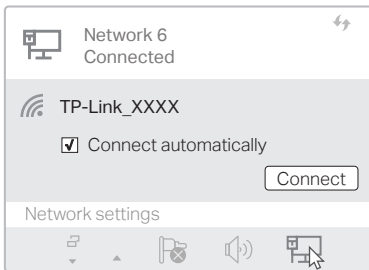 Network 6
Connected
TP-Link_XXXX
Connect automatically
Connect
Network settings